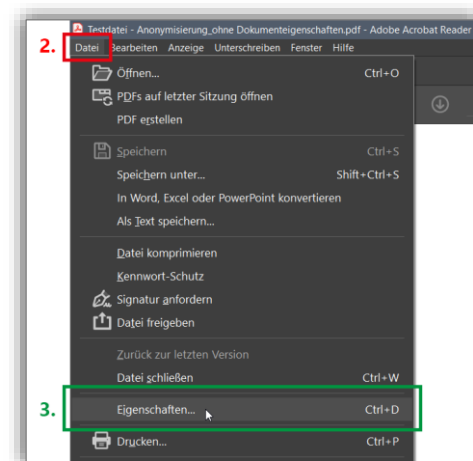 Testdatei - Anonymisierung_ohne Dokumenteigenschaften.pdf - Adobe Acrobat Reader
2.
Datei Bearbeiten Anzeige Unterschreiben Fenster Hilfe
Öffnen... Ctrl+O
PDFs auf letzter Sitzung öffnen
PDF erstellen
Speichern Ctrl+S
Speichern unter... Shift+Ctrl+S
In Word, Excel oder PowerPoint konvertieren
Als Text speichern...
Datei komprimieren
Kennwort-Schutz
Signatur anfordern
Datei freigeben
Zurück zur letzten Version
Datei schließen Ctrl+W
3. Eigenschaften... Ctrl+D
Drucken... Ctrl+P